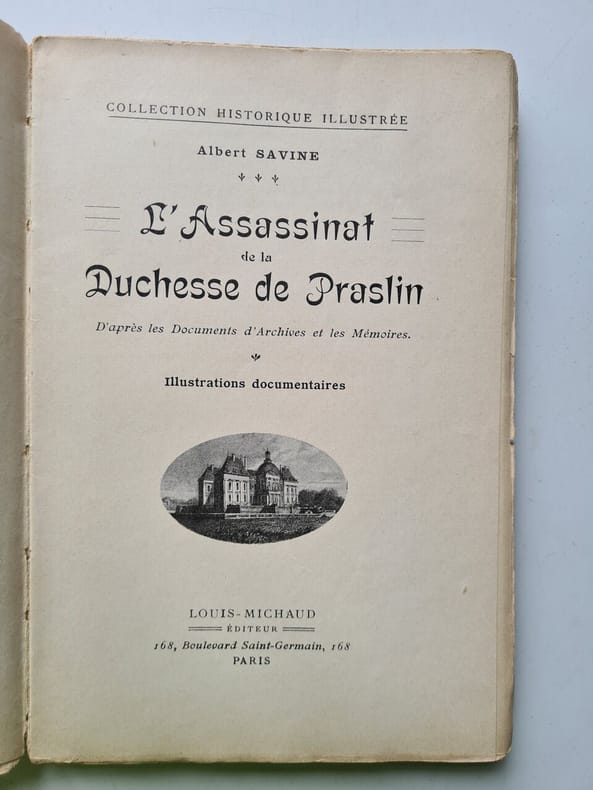 COLLECTION HISTORIQUE ILLUSTRÉE
Albert SAVINE
L'Assassinat
de la
Duchesse de Praslin
D'après les Documents d'Archives et les Mémoires.
Illustrations documentaires
LOUIS-MICHAUD
ÉDITEUR
168, Boulevard Saint-Germain, 168
PARIS